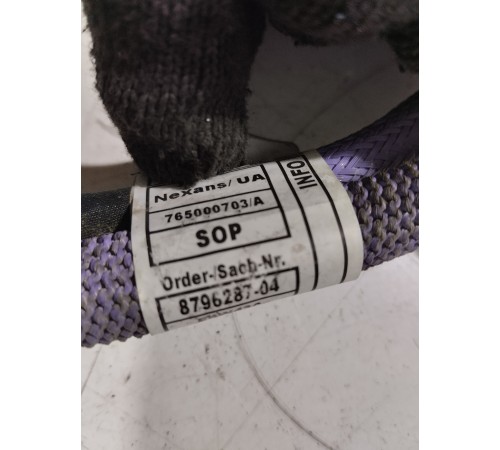 Nexans/UA
765000703/A
SOP
Order-/Sach-Nr.
8796287-04
INFO